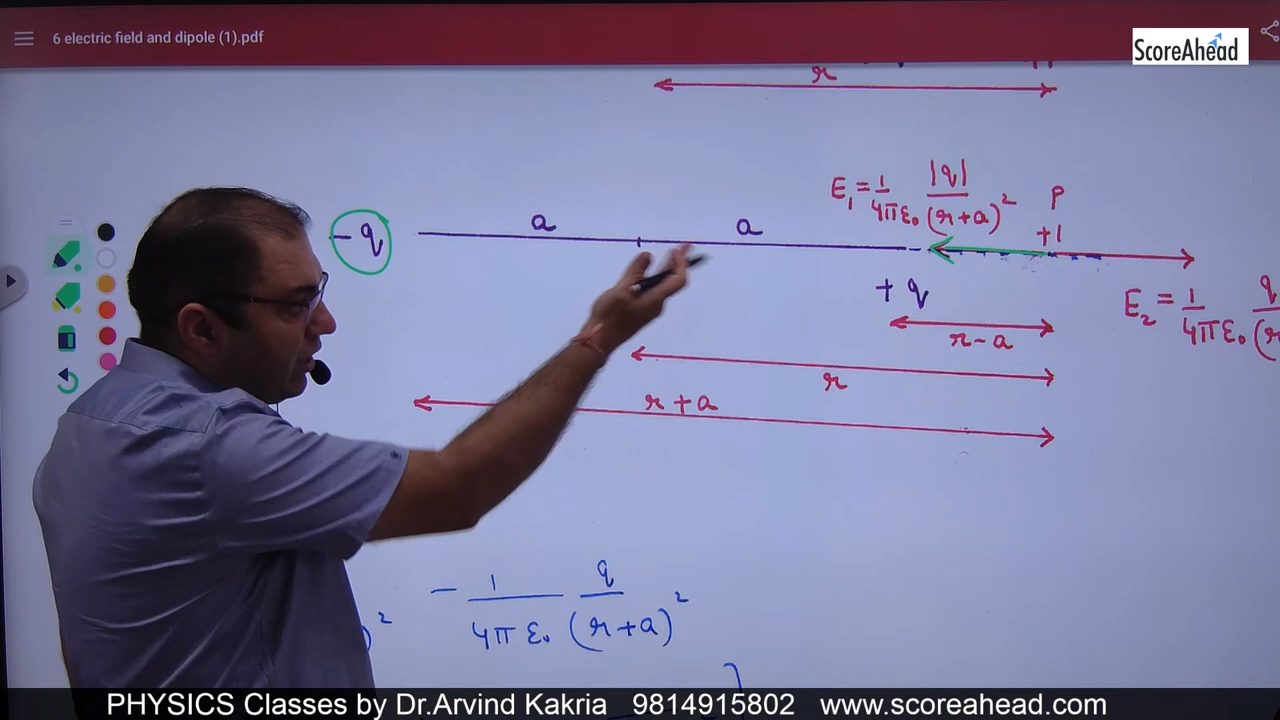 6 electric field and dipole (1).pdf
ScoreAhead
r
E₁ = 1/4πε₀ |q|/(r+a)²
P
+1
-q
a
a
+q
E₂ = 1/4πε₀ q/(r
r-a
r
r+a
)² - 1/4πε₀ q/(r+a)²
]
PHYSICS Classes by Dr.Arvind Kakria 9814915802 www.scoreahead.com